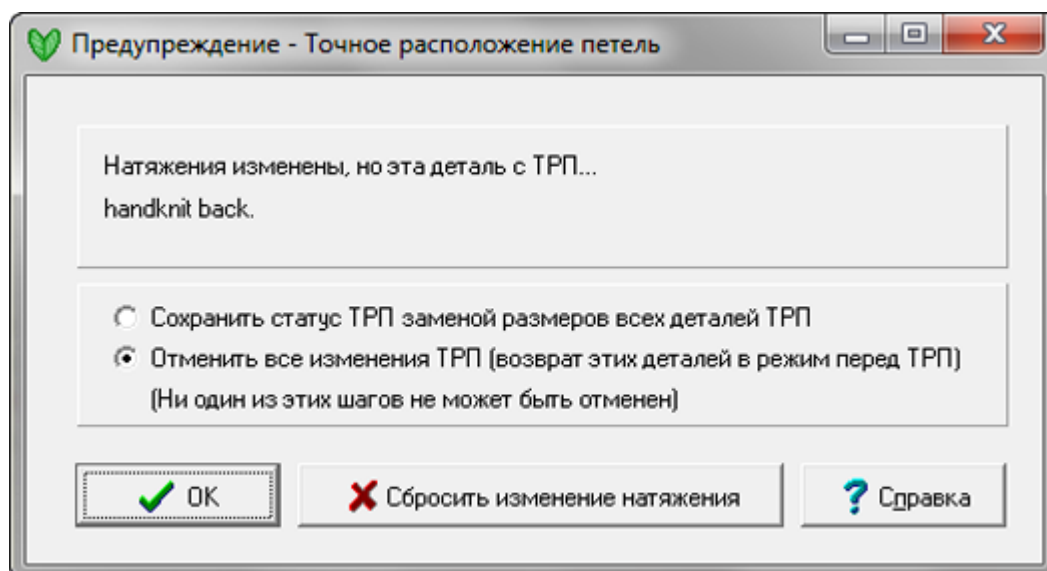 Предупреждение - Точное расположение петель
Натяжения изменены, но эта деталь с ТРП...
handknit back.
Сохранить статус ТРП заменой размеров всех деталей ТРП
Отменить все изменения ТРП (возврат этих деталей в режим перед ТРП)
(Ни один из этих шагов не может быть отменен)
OK
Сбросить изменение натяжения
? Справка